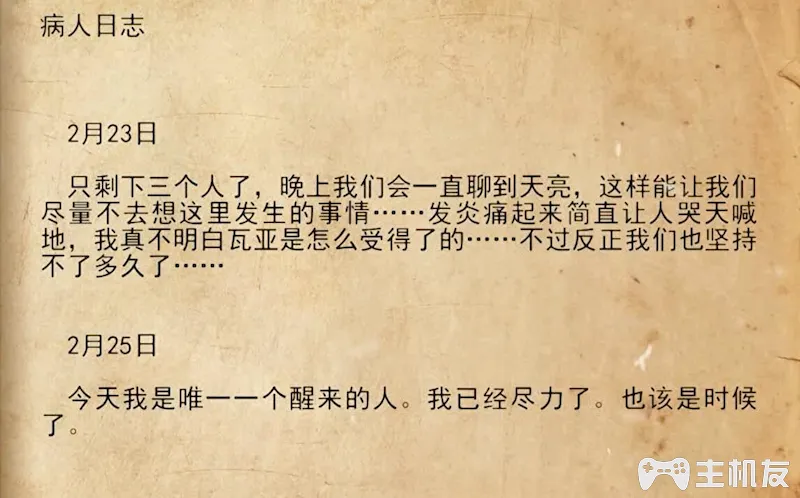 病人日志
2月23日
只剩下三个人了，晚上我们会一直聊到天亮，这样能让我们
尽量不去想这里发生的事情……发炎痛起来简直让人哭天喊
地，我真不明白瓦亚是怎么受得了的……不过反正我们也坚持
不了多久了……
2月25日
今天我是唯一一个醒来的人。我已经尽力了。也该是时候
了。
主机友